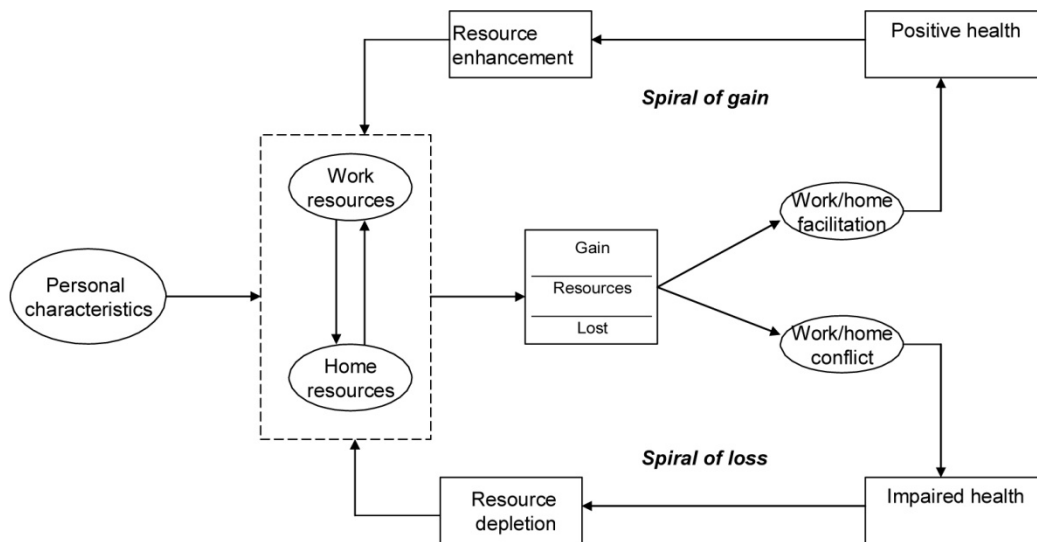 Resource
enhancement
Positive health
Spiral of gain
Work
resources
Work/home
facilitation
Gain
Personal
characteristics
Resources
Lost
Work/home
conflict
Home
resources
Spiral of loss
Resource
depletion
Impaired health